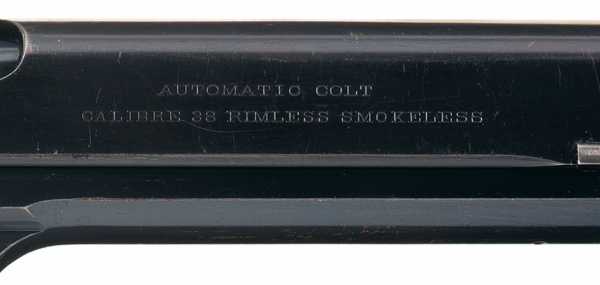 AUTOMATIC COLT
CALIBRE 38 RIMLESS SMOKELESS